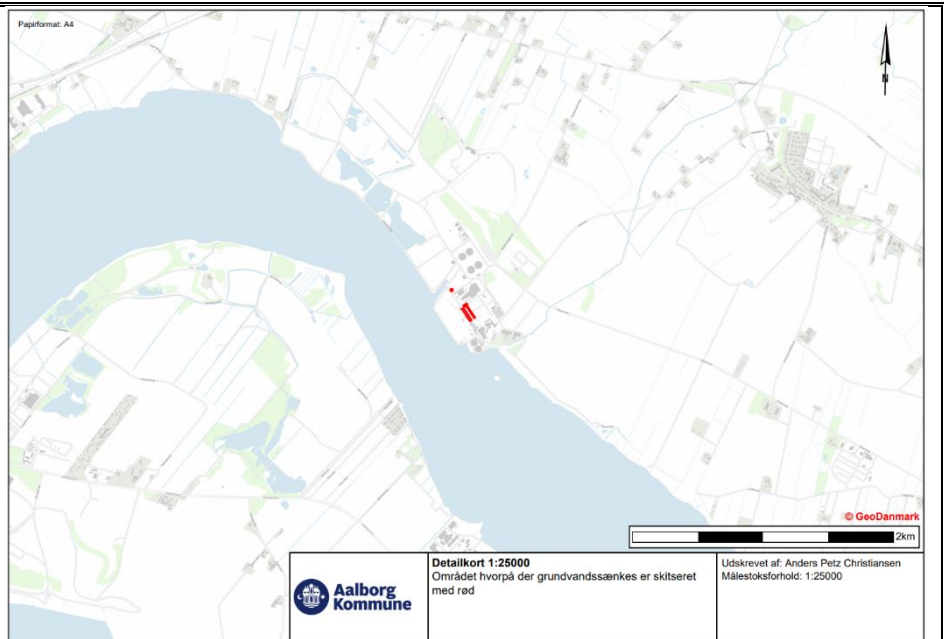 Papirformat: A4
N
© GeoDanmark
2km
Aalborg
Kommune
Detailkort 1:25000
Området hvorpå der grundvandssænkes er skitseret
med rød
Udskrevet af: Anders Petz Christiansen
Målestoksforhold: 1:25000